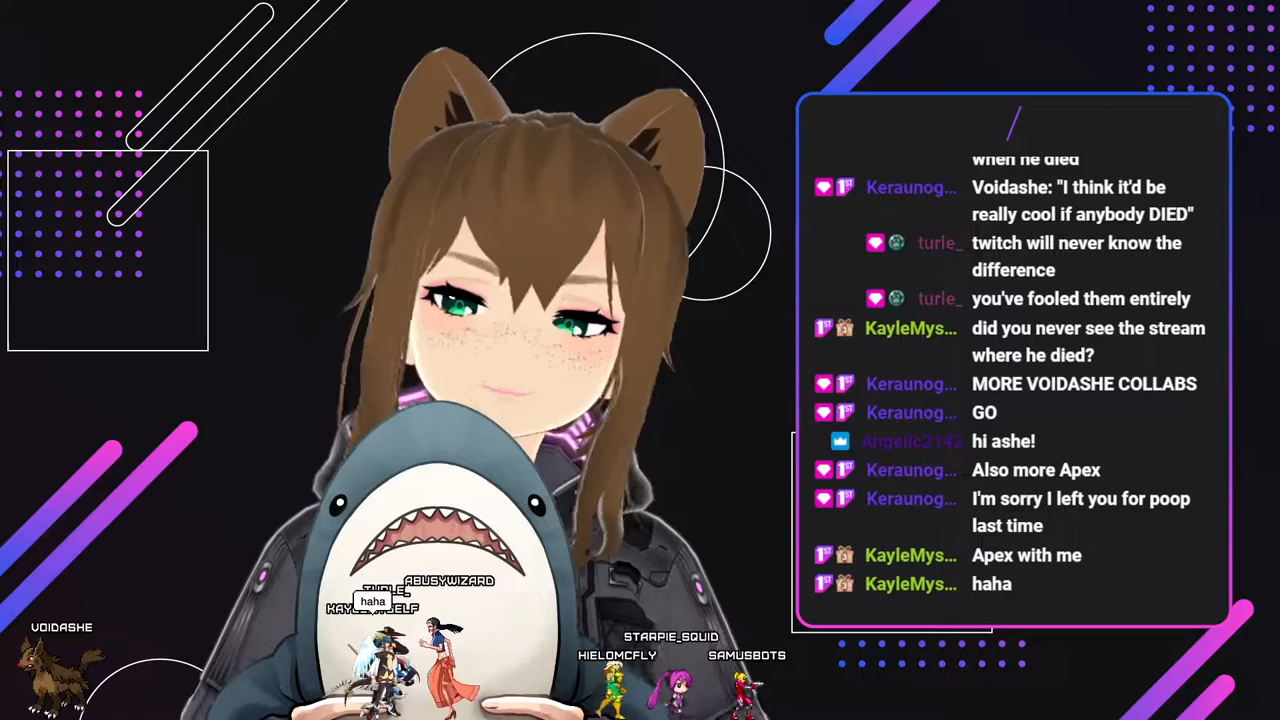 when he died
Keraunog... Voidashe: "I think it'd be
really cool if anybody DIED"
turle_ twitch will never know the
difference
turle_ you've fooled them entirely
KayleMys... did you never see the stream
where he died?
Keraunog... MORE VOIDASHE COLLABS
Keraunog... GO
Angelic2142 hi ashe!
Keraunog... Also more Apex
Keraunog... I'm sorry I left you for poop
last time
KayleMys... Apex with me
KayleMys... haha
ABUSYWIZARD
haha
VOIDASHE
STARPIE_SQUID
HIELOMCFLY
SAMUSBOTS